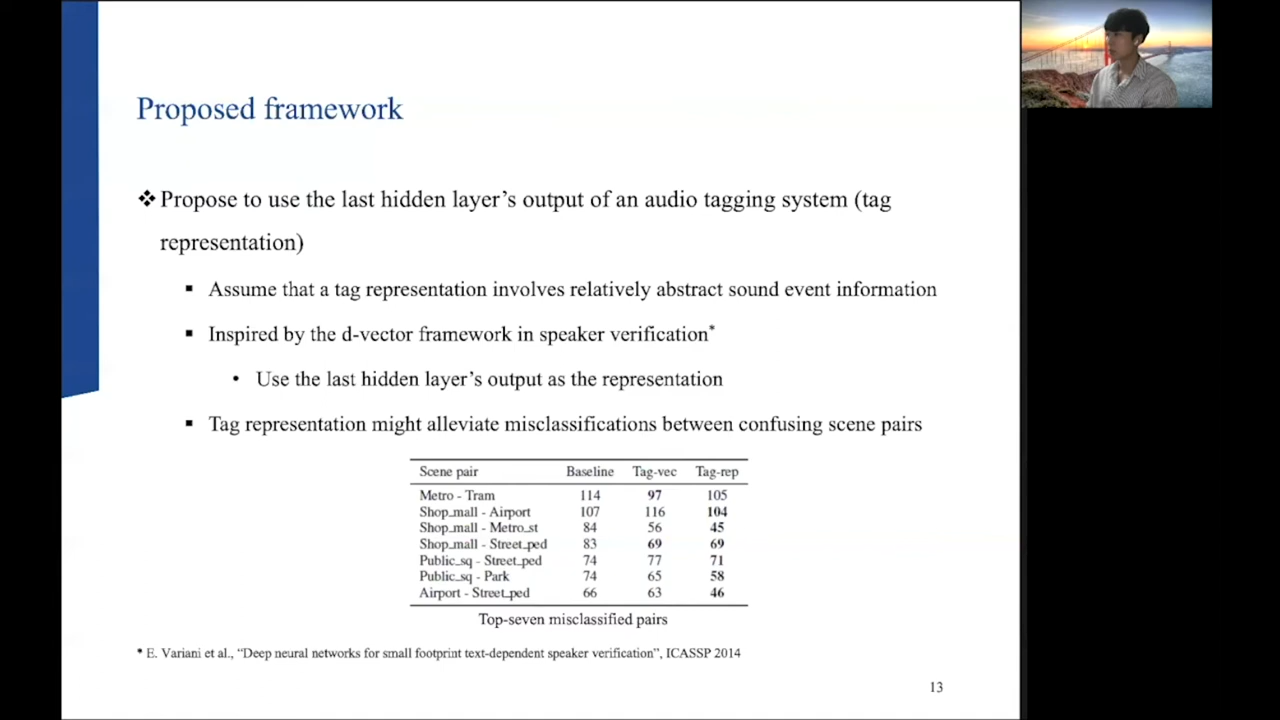 Proposed framework
❖ Propose to use the last hidden layer’s output of an audio tagging system (tag
representation)
▪ Assume that a tag representation involves relatively abstract sound event information
▪ Inspired by the d-vector framework in speaker verification*
• Use the last hidden layer’s output as the representation
▪ Tag representation might alleviate misclassifications between confusing scene pairs
Scene pair Baseline Tag-vec Tag-rep
Metro - Tram 114 97 105
Shop_mall - Airport 107 116 104
Shop_mall - Metro_st 84 56 45
Shop_mall - Street_ped 83 69 69
Public_sq - Street_ped 74 77 71
Public_sq - Park 74 65 58
Airport - Street_ped 66 63 46
Top-seven misclassified pairs
* E. Variani et al., “Deep neural networks for small footprint text-dependent speaker verification”, ICASSP 2014
13